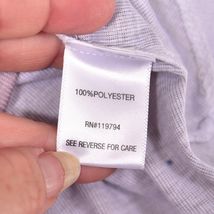 100%POLYESTER
RN#119794
SEE REVERSE FOR CARE